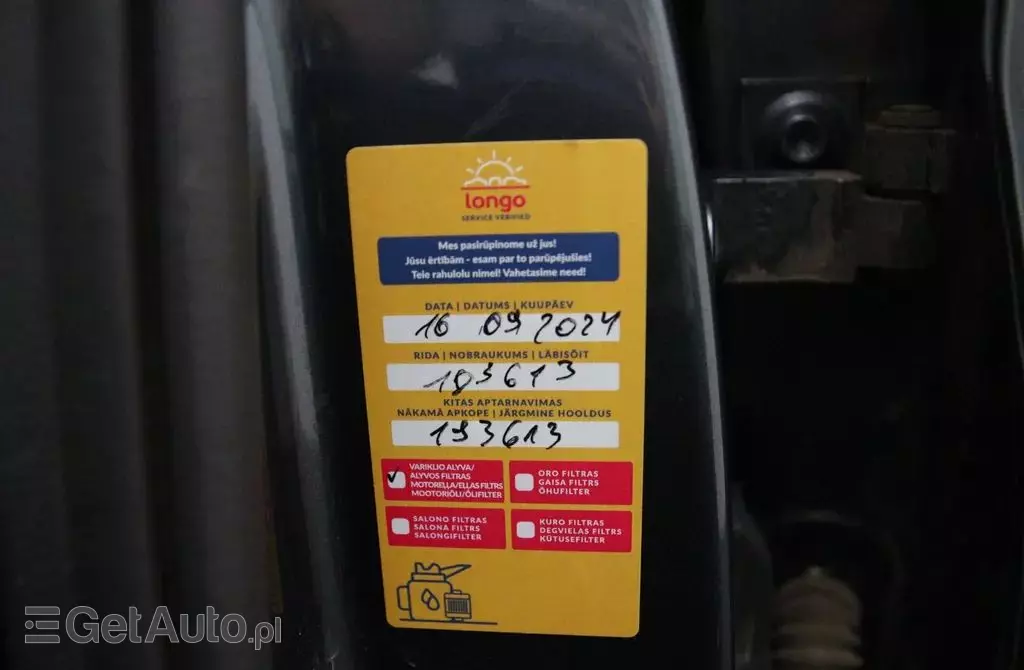 longo
SERVICE VERIFIED
Mes pasirūpinome už jus!
Jūsu ērtībām - esam par to parūpējušies!
Teie rahulolu nimel! Vahetasime need!
DATA | DATUMS | KUUPÄEV
16 09 2024
RIDA | NOBRAUKUMS | LÄBISÕIT
183613
KITAS APTARNAVIMAS
NĀKAMĀ APKOPE | JÄRGMINE HOOLDUS
193613
VARIKLIO ALYVA/
ALYVOS FILTRAS
MOTOREĻĻA/EĻĻAS FILTRS
MOOTORIÕLI/ÕLIFILTER
ORO FILTRAS
GAISA FILTRS
ÕHUFILTER
SALONO FILTRAS
SALONA FILTRS
SALONGIFILTER
KURO FILTRAS
DEGVIELAS FILTRS
KÜTUSEFILTER
GetAuto.pl